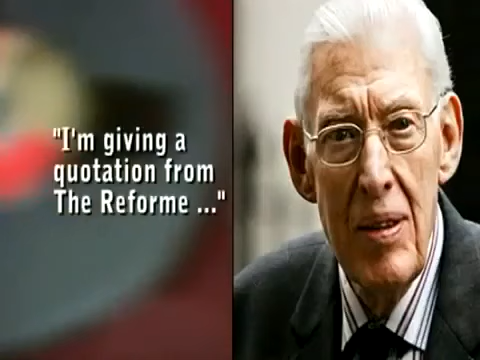 "I'm giving a
quotation from
The Reforme ..."